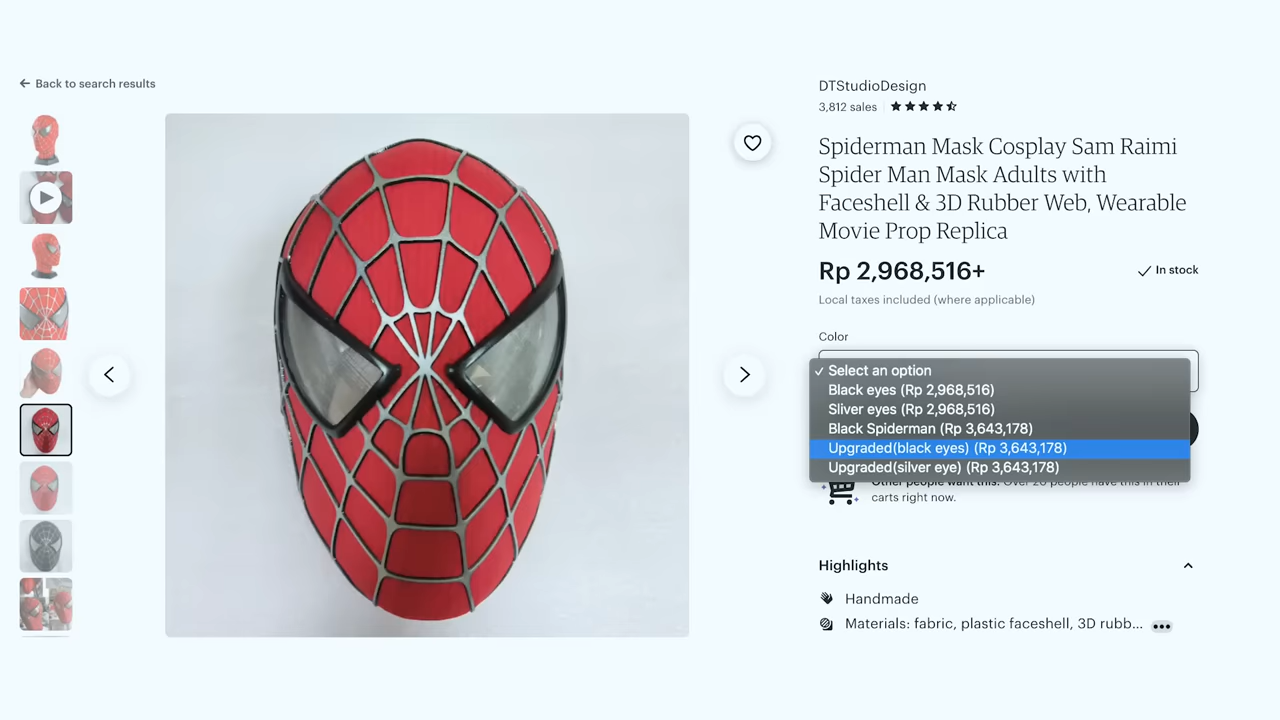 Back to search results
DTStudioDesign
3,812 sales
Spiderman Mask Cosplay Sam Raimi
Spider Man Mask Adults with
Faceshell & 3D Rubber Web, Wearable
Movie Prop Replica
Rp 2,968,516+
In stock
Local taxes included (where applicable)
Color
✓ Select an option
Black eyes (Rp 2,968,516)
Sliver eyes (Rp 2,968,516)
Black Spiderman (Rp 3,643,178)
Upgraded(black eyes) (Rp 3,643,178)
Upgraded(silver eye) (Rp 3,643,178)
Other people want this. Over 20 people have this in their
carts right now.
Highlights
Handmade
Materials: fabric, plastic faceshell, 3D rubb...